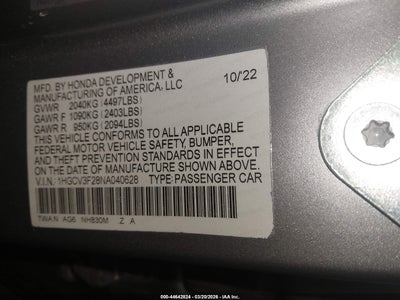 MFD. BY HONDA DEVELOPMENT &
MANUFACTURING OF AMERICA, LLC 10/'22
GVWR 2040KG (4497LBS)
GAWR F 1090KG (2403LBS)
GAWR R 950KG (2094LBS)
THIS VEHICLE CONFORMS TO ALL APPLICABLE
FEDERAL MOTOR VEHICLE SAFETY, BUMPER,
AND THEFT PREVENTION STANDARDS IN EFFECT
ON THE DATE OF MANUFACTURE SHOWN ABOVE.
V.I.N.: 1HGCV3F28NA040628 TYPE:PASSENGER CAR
TWAN AG6 NH830M Z A
000-44642824 - 03/20/2026 - IAA Inc.